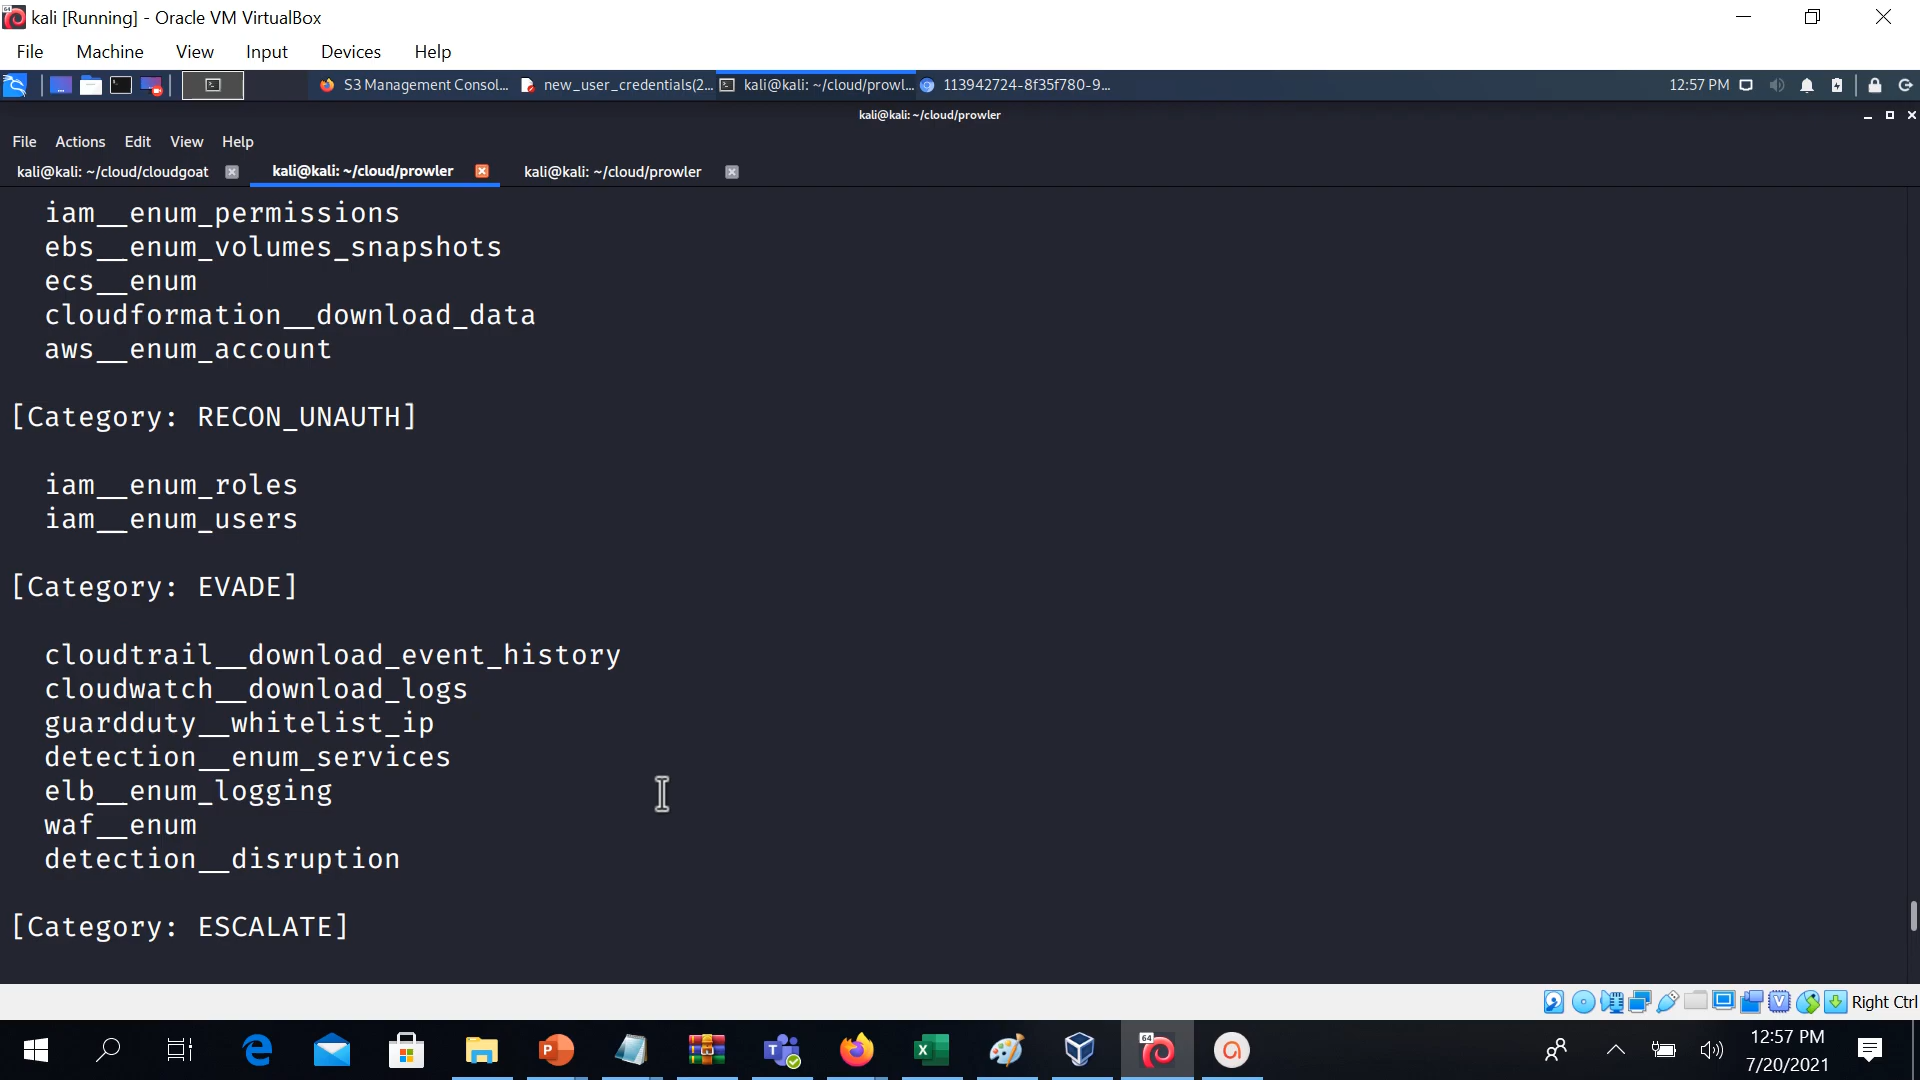 kali [Running] - Oracle VM VirtualBox
File Machine View Input Devices Help
S3 Management Consol... new_user_credentials(2... kali@kali: ~/cloud/prowl... 113942724-8f35f780-9... 12:57 PM
kali@kali: ~/cloud/prowler
File Actions Edit View Help
kali@kali: ~/cloud/cloudgoat kali@kali: ~/cloud/prowler kali@kali: ~/cloud/prowler
iam__enum_permissions
ebs__enum_volumes_snapshots
ecs__enum
cloudformation__download_data
aws__enum_account
[Category: RECON_UNAUTH]
iam__enum_roles
iam__enum_users
[Category: EVADE]
cloudtrail__download_event_history
cloudwatch__download_logs
guardduty__whitelist_ip
detection__enum_services
elb__enum_logging
waf__enum
detection__disruption
[Category: ESCALATE]
Right Ctrl
12:57 PM
7/20/2021